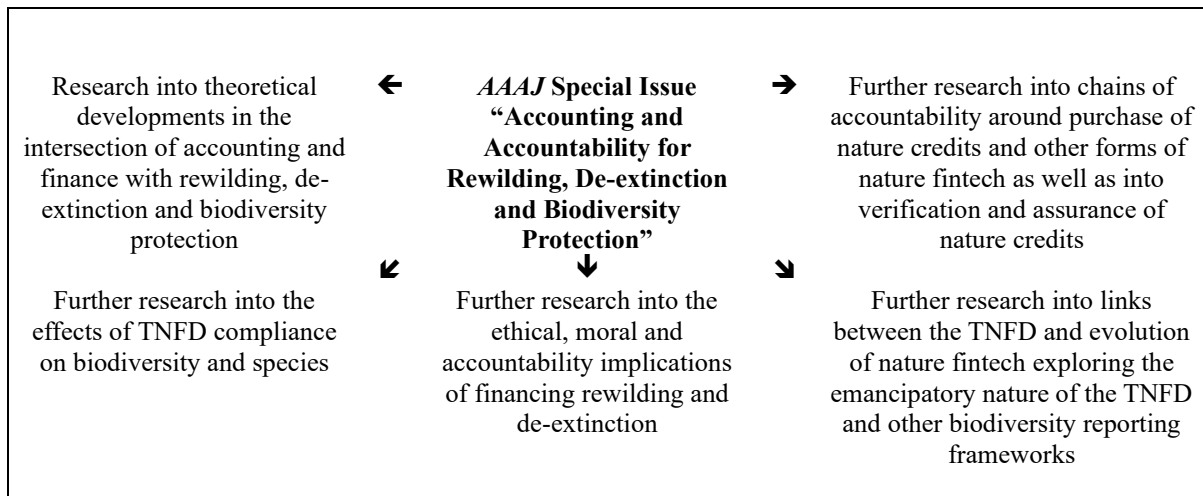 Research into theoretical
developments in the
intersection of accounting and
finance with rewilding, de-
extinction and biodiversity
protection
🡸
AAAJ Special Issue
“Accounting and
Accountability for
Rewilding, De-extinction
and Biodiversity
Protection”
🡺
Further research into chains of
accountability around purchase of
nature credits and other forms of
nature fintech as well as into
verification and assurance of
nature credits
🡿
🡻
🡾
Further research into the
effects of TNFD compliance
on biodiversity and species
Further research into the
ethical, moral and
accountability implications
of financing rewilding and
de-extinction
Further research into links
between the TNFD and evolution
of nature fintech exploring the
emancipatory nature of the TNFD
and other biodiversity reporting
frameworks